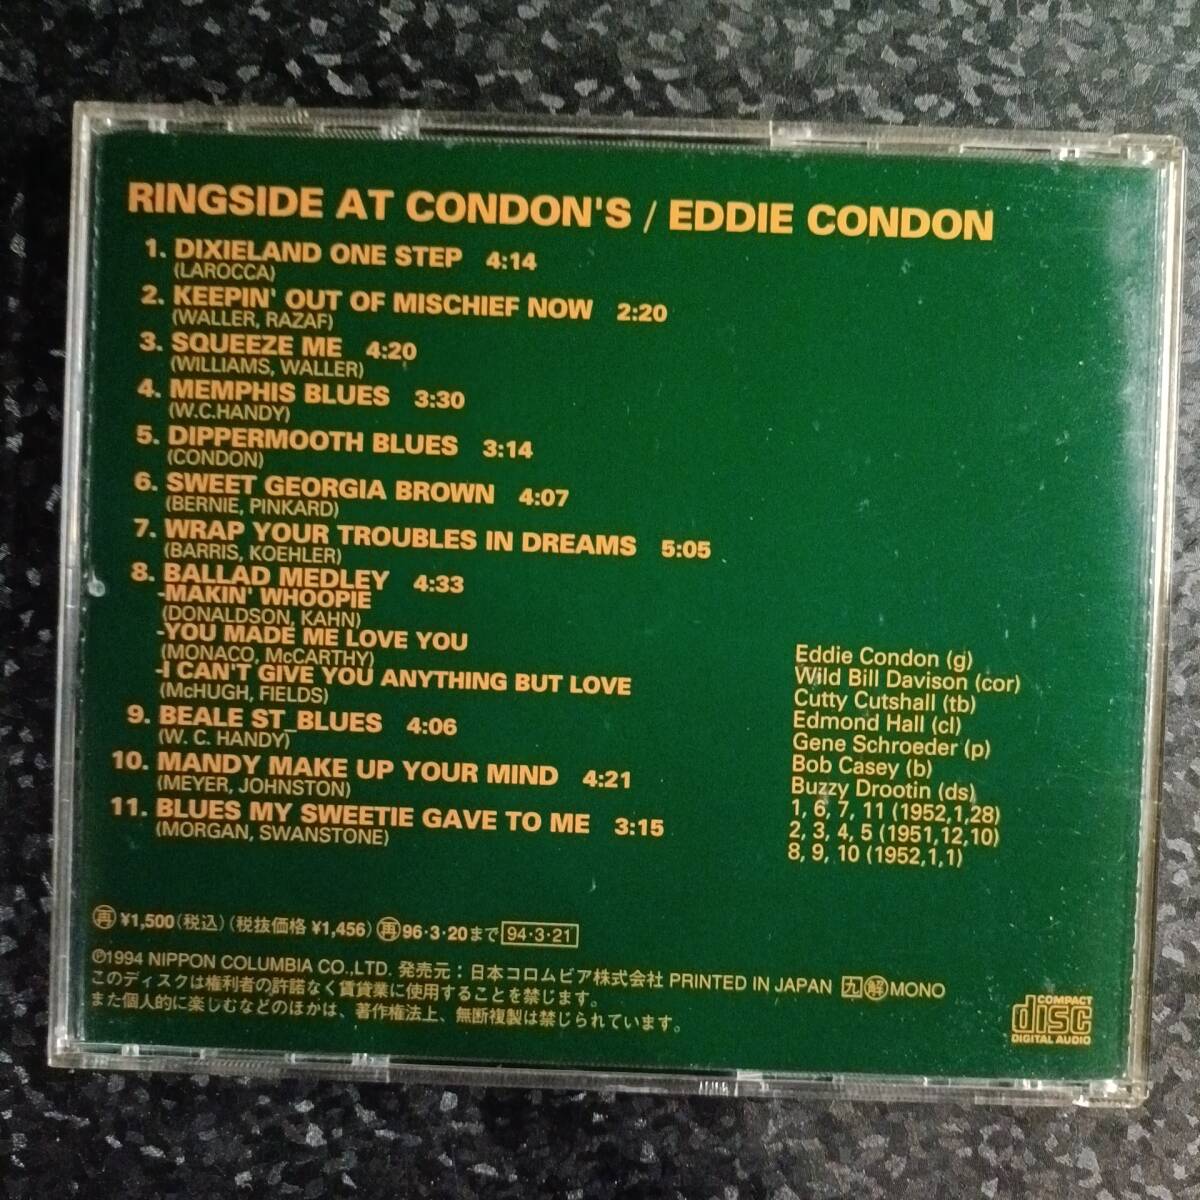 RINGSIDE AT CONDON'S / EDDIE CONDON
1. DIXIELAND ONE STEP 4:14
(LAROCCA)
2. KEEPIN' OUT OF MISCHIEF NOW 2:20
(WALLER, RAZAF)
3. SQUEEZE ME 4:20
(WILLIAMS, WALLER)
4. MEMPHIS BLUES 3:30
(W.C.HANDY)
5. DIPPERMOOTH BLUES 3:14
(CONDON)
6. SWEET GEORGIA BROWN 4:07
(BERNIE, PINKARD)
7. WRAP YOUR TROUBLES IN DREAMS 5:05
(BARRIS, KOEHLER)
8. BALLAD MEDLEY 4:33
-MAKIN' WHOOPIE
(DONALDSON, KAHN)
-YOU MADE ME LOVE YOU
(MONACO, McCARTHY)
-I CAN'T GIVE YOU ANYTHING BUT LOVE
(McHUGH, FIELDS)
9. BEALE ST_BLUES 4:06
(W. C. HANDY)
10. MANDY MAKE UP YOUR MIND 4:21
(MEYER, JOHNSTON)
11. BLUES MY SWEETIE GAVE TO ME 3:15
(MORGAN, SWANSTONE)
Eddie Condon (g)
Wild Bill Davison (cor)
Cutty Cutshall (tb)
Edmond Hall (cl)
Gene Schroeder (p)
Bob Casey (b)
Buzzy Drootin (ds)
1, 6, 7, 11 (1952,1,28)
2, 3, 4, 5 (1951,12,10)
8, 9, 10 (1952,1,1)
再 ¥1,500(税込)(税抜価格 ¥1,456) 再 96・3・20まで 94・3・21
℗1994 NIPPON COLUMBIA CO.,LTD. 発売元:日本コロムビア株式会社 PRINTED IN JAPAN 九 解 MONO
このディスクは権利者の許諾なく賃貸業に使用することを禁じます。
また個人的に楽しむなどのほかは、著作権法上、無断複製は禁じられています。
COMPACT
disc
DIGITAL AUDIO